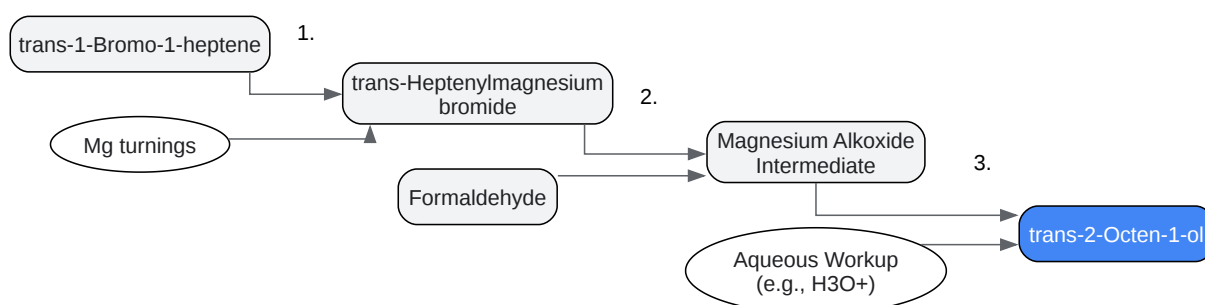 trans-1-Bromo-1-heptene
1.
trans-Heptenylmagnesium
bromide
2.
Mg turnings
Magnesium Alkoxide
Intermediate
3.
Formaldehyde
trans-2-Octen-1-ol
Aqueous Workup
(e.g., H3O+)